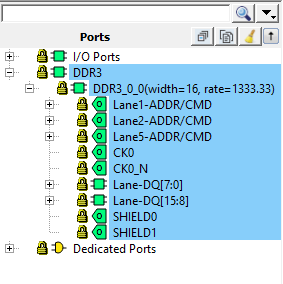 Ports
I/O Ports
DDR3
DDR3_0_0(width=16, rate=1333.33)
Lane1-ADDR/CMD
Lane2-ADDR/CMD
Lane5-ADDR/CMD
CK0
CK0_N
Lane-DQ[7:0]
Lane-DQ[15:8]
SHIELD0
SHIELD1
Dedicated Ports